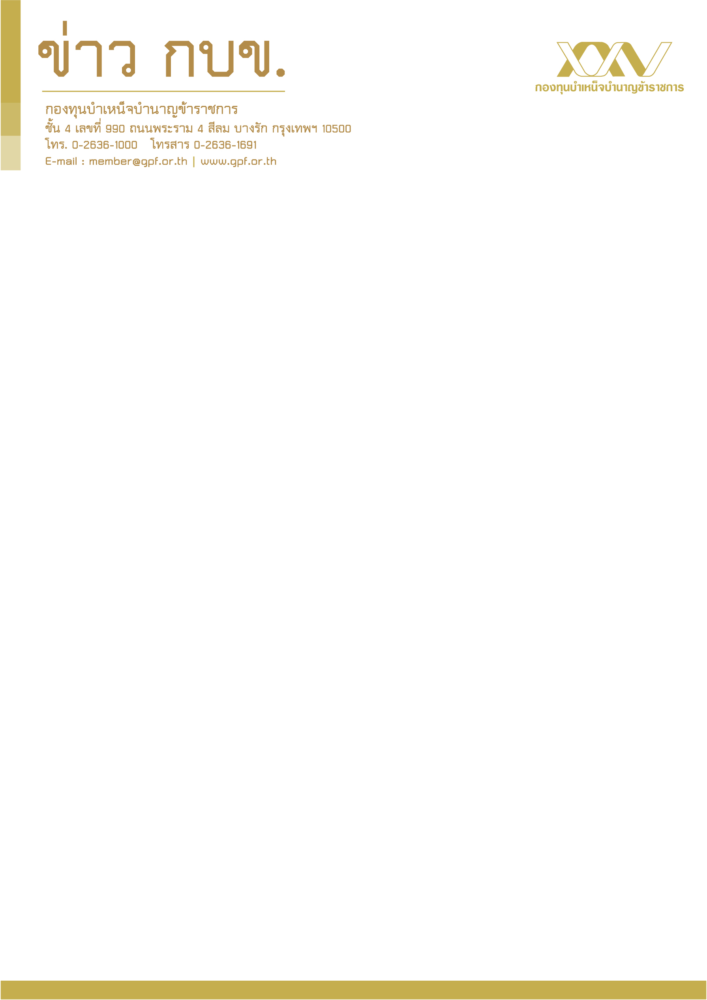 ข่าว กบข.
กองทุนบำเหน็จบำนาญข้าราชการ
กองทุนบำเหน็จบำนาญข้าราชการ
ชั้น 4 เลขที่ 990 ถนนพระราม 4 สีลม บางรัก กรุงเทพฯ 10500
โทร. 0-2636-1000 โทรสาร 0-2636-1691
E-mail : member@gpf.or.th | www.gpf.or.th